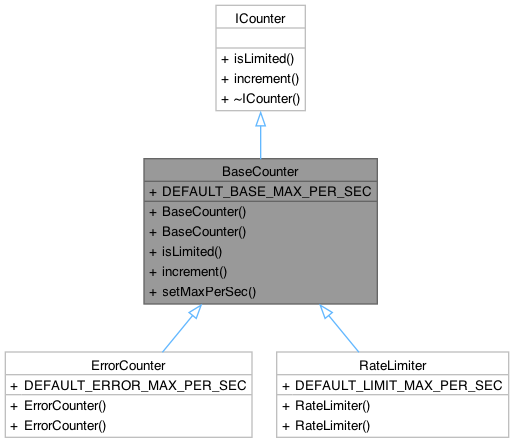 ICounter
+ isLimited()
+ increment()
+ ~ICounter()
BaseCounter
+ DEFAULT_BASE_MAX_PER_SEC
+ BaseCounter()
+ BaseCounter()
+ isLimited()
+ increment()
+ setMaxPerSec()
ErrorCounter
+ DEFAULT_ERROR_MAX_PER_SEC
+ ErrorCounter()
+ ErrorCounter()
RateLimiter
+ DEFAULT_LIMIT_MAX_PER_SEC
+ RateLimiter()
+ RateLimiter()